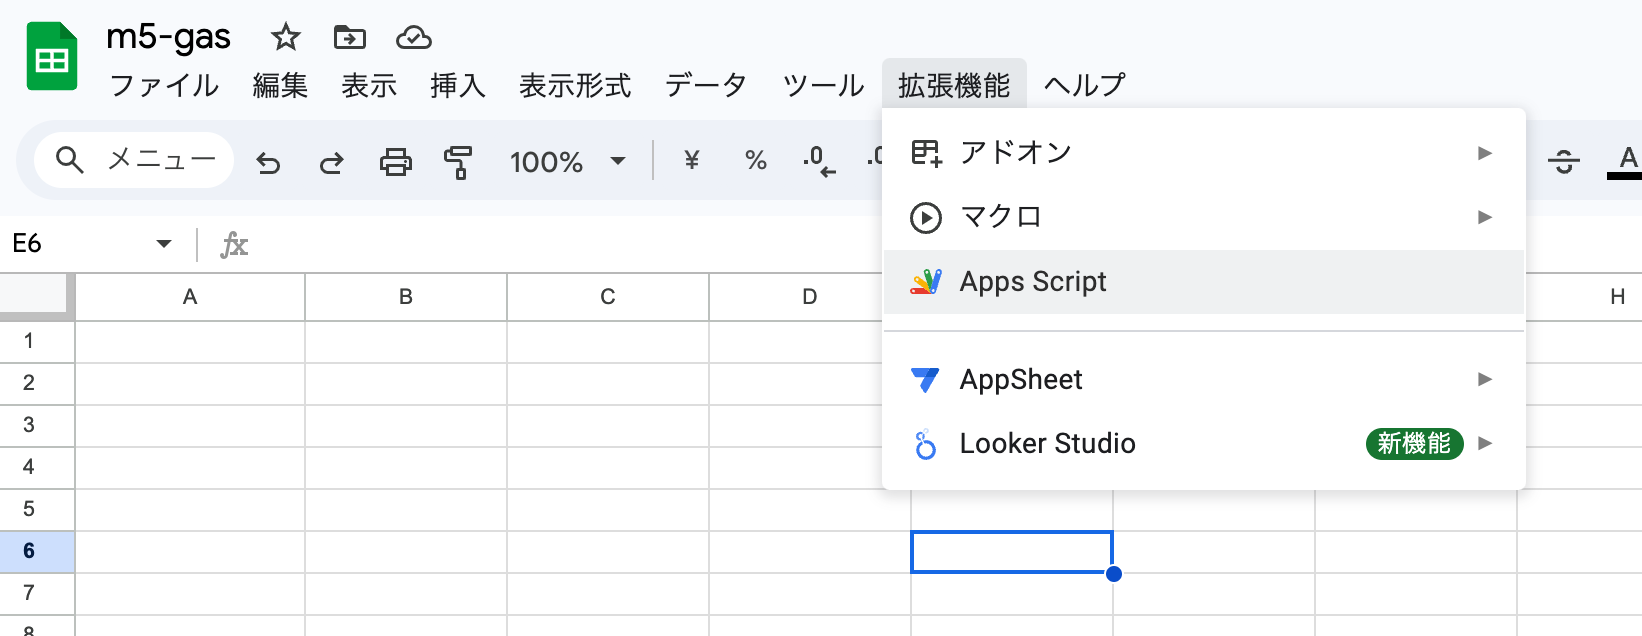 m5-gas
ファイル 編集 表示 挿入 表示形式 データ ツール 拡張機能 ヘルプ
メニュー 100% ¥ % .0 .0 A
アドオン
マクロ
Apps Script
AppSheet
Looker Studio 新機能
E6 fx
A B C D H
1
2
3
4
5
6
7
8